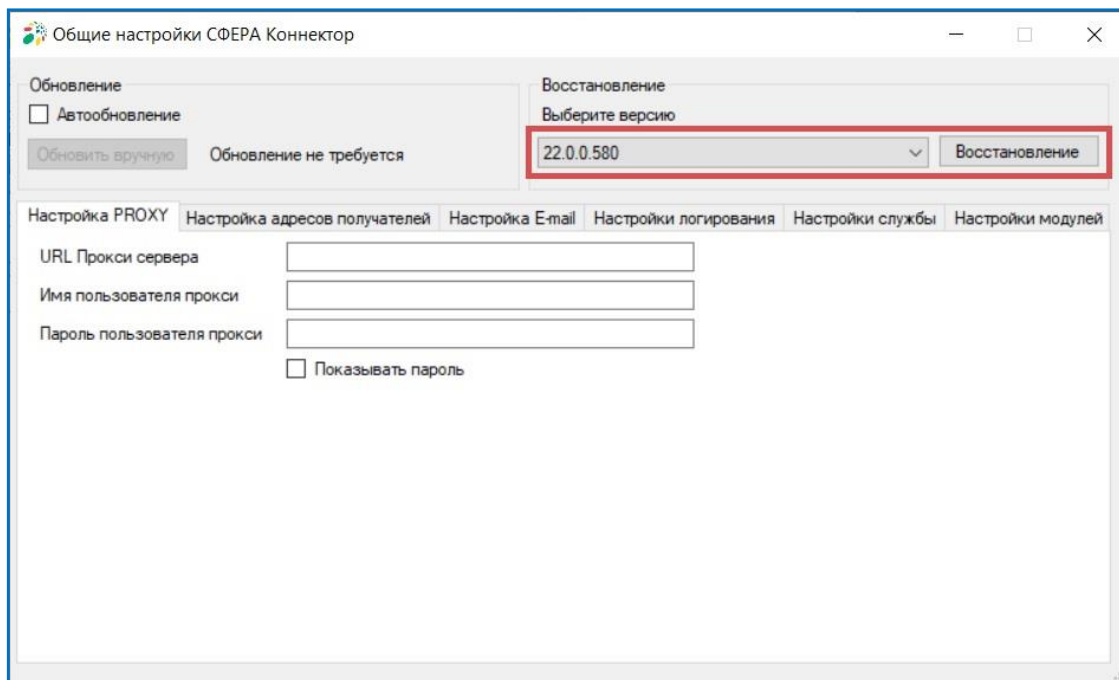 Общие настройки СФЕРА Коннектор
Обновление
Автообновление
Обновить вручную Обновление не требуется
Восстановление
Выберите версию
22.0.0.580 Восстановление
Настройка PROXY Настройка адресов получателей Настройка E-mail Настройки логирования Настройки службы Настройки модулей
URL Прокси сервера
Имя пользователя прокси
Пароль пользователя прокси
Показывать пароль